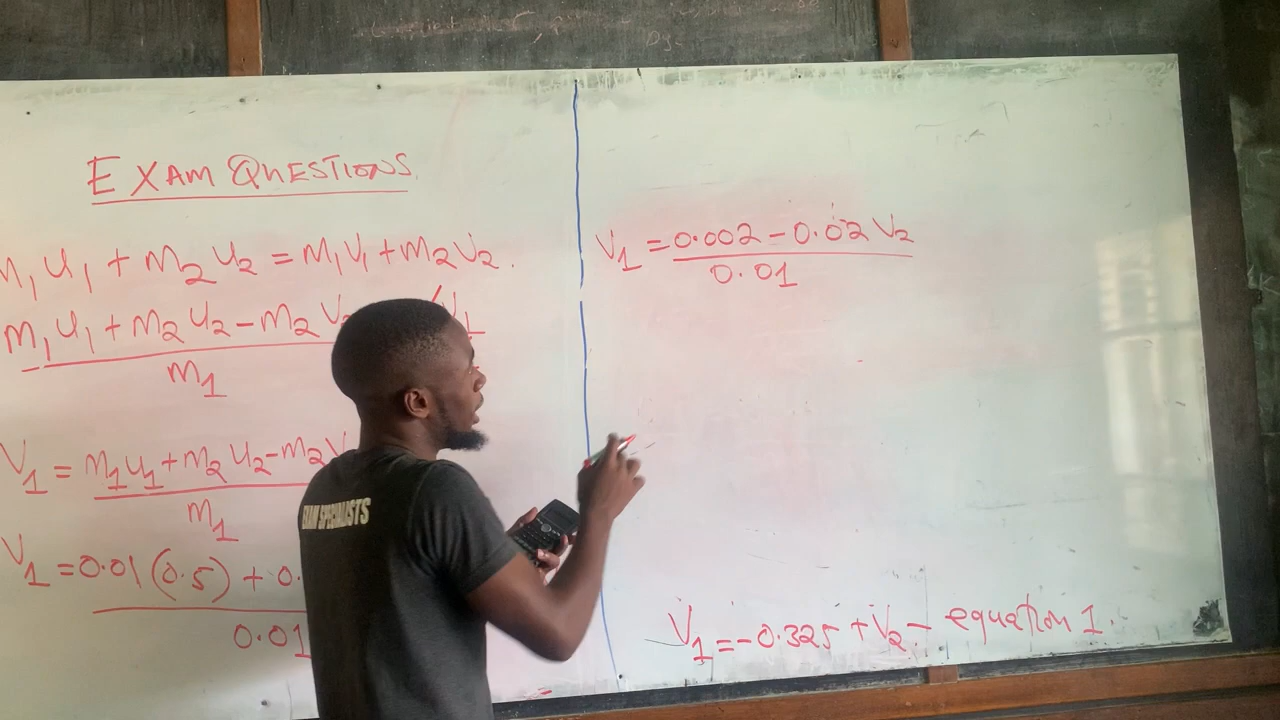 EXAM QUESTIONS.
m₁u₁ + m₂u₂ = m₁v₁ + m₂v₂.
m₁u₁ + m₂u₂ - m₂v₂
m₁
V₁ = m₁u₁ + m₂u₂ - m₂V
m₁
V₁ = 0.01 (0.5) + 0.
0.01
EXAM SPECIALISTS
V₁ = 0.002 - 0.02 V₂
0.01
V₁ = -0.325 + V₂ - equation 1.